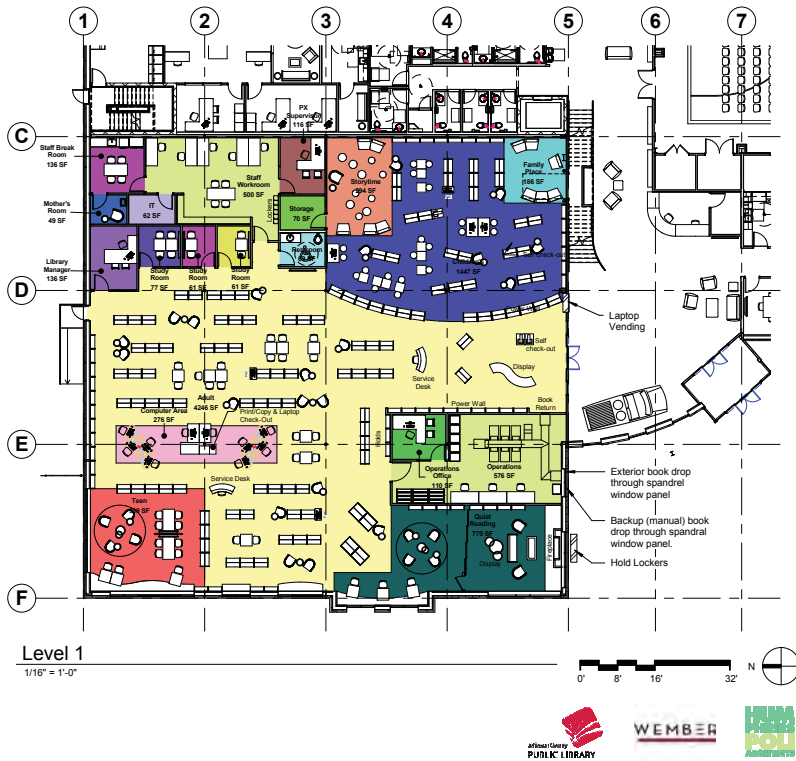 1
2
3
4
5
6
7
C
D
E
F
PX
Supervisor
116 SF
Staff Break
Room
136 SF
Staff
Workroom
500 SF
Lockers
IT
62 SF
Mother's
Room
49 SF
Storage
70 SF
Library
Manager
136 SF
Study
Room
77 SF
Study
Room
61 SF
Study
Room
61 SF
Storytime
Family
Place
186 SF
1447 SF
Laptop
Vending
Self
check-out
Display
Service
Desk
Adult
4246 SF
Computer Area
276 SF
Print/Copy & Laptop
Check-Out
Power Wall
Book
Return
Holds
Operations
Office
110 SF
Operations
576 SF
Service Desk
Teen
Quiet
Reading
770 SF
Display
Fireplace
Exterior book drop
through spandrel
window panel
Backup (manual) book
drop through spandral
window panel.
Hold Lockers
Level 1
1/16" = 1'-0"
0'
8'
16'
32'
N
PUBLIC LIBRARY
WEMBER